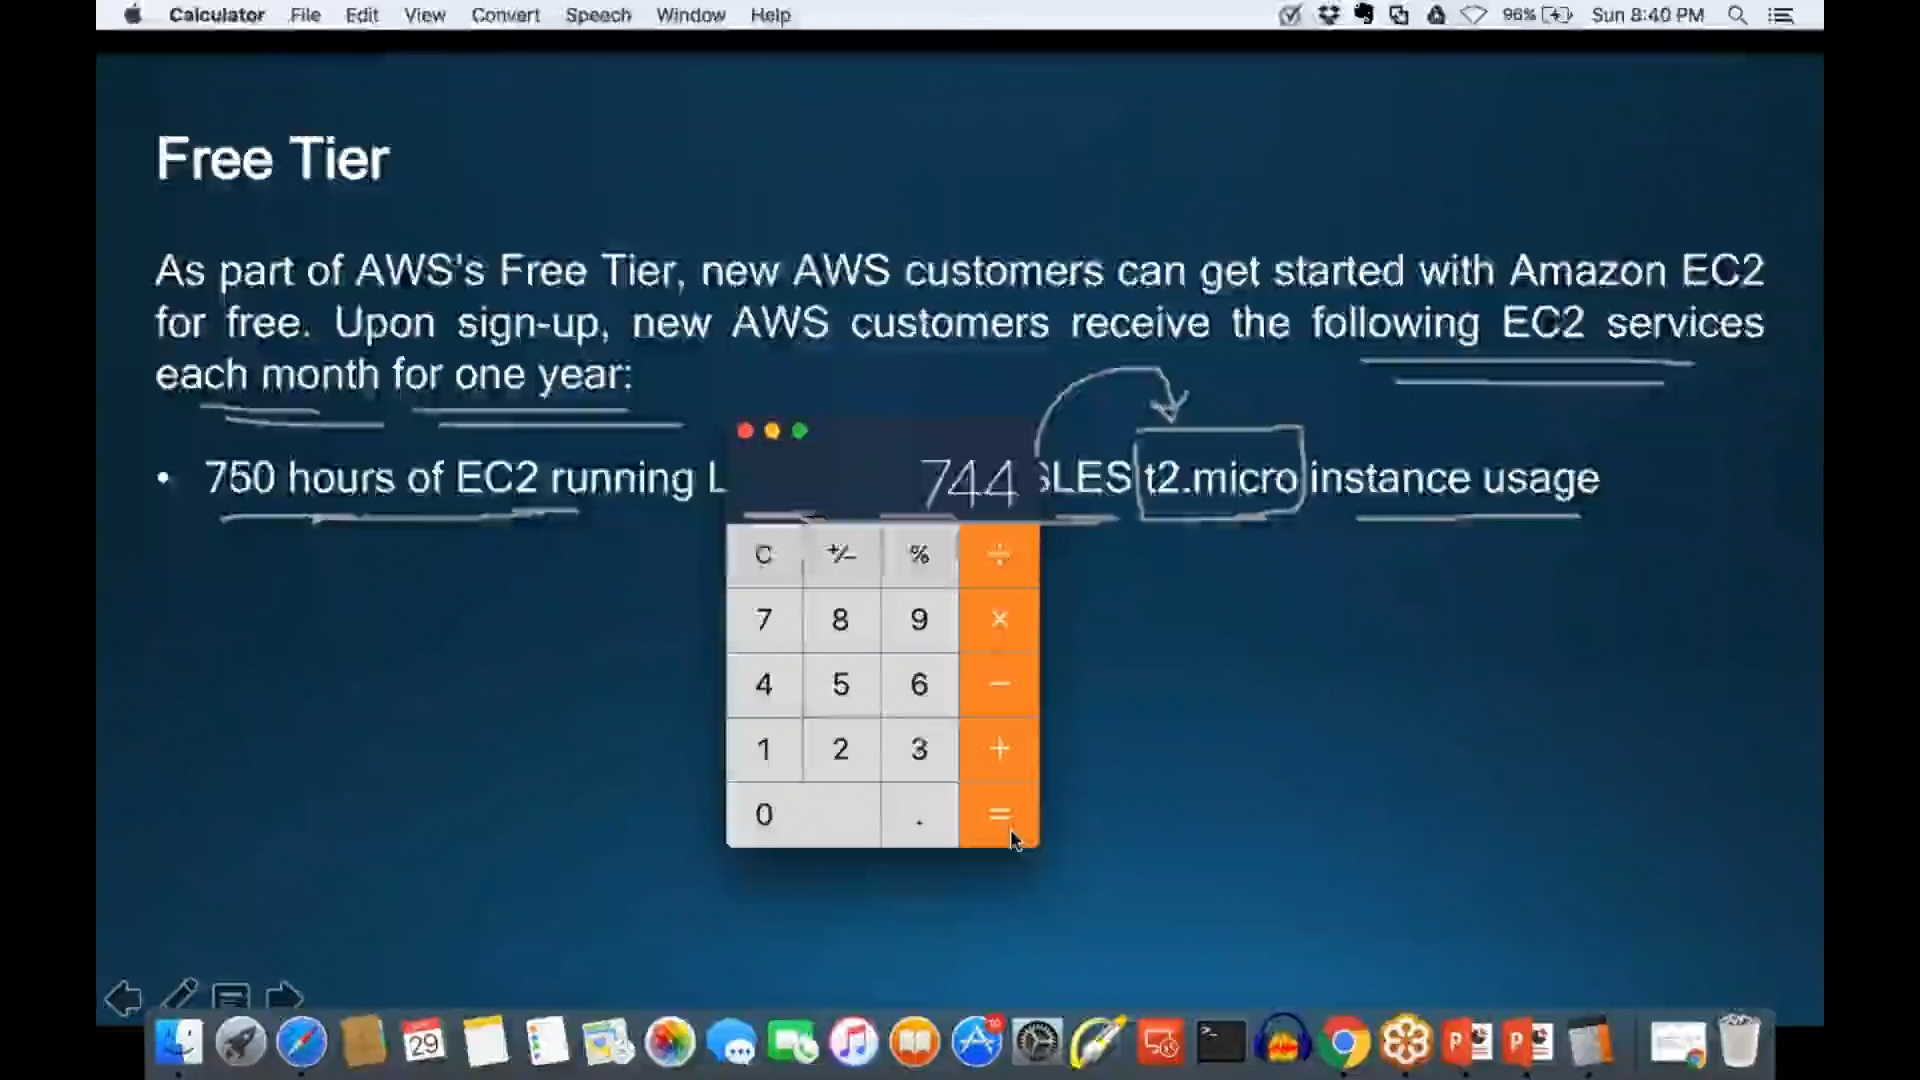 Calculator File Edit View Convert Speech Window Help 96% Sun 8:40 PM
Free Tier
As part of AWS's Free Tier, new AWS customers can get started with Amazon EC2
for free. Upon sign-up, new AWS customers receive the following EC2 services
each month for one year:
• 750 hours of EC2 running L
744
SLES t2.micro instance usage
C +/− % ÷
7 8 9 ×
4 5 6 −
1 2 3 +
0 . =
29